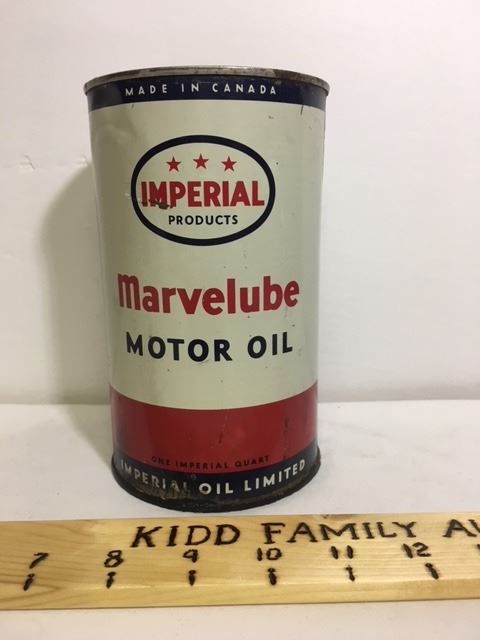 MADE IN CANADA
IMPERIAL
PRODUCTS
Marvelube
MOTOR OIL
ONE IMPERIAL QUART
IMPERIAL OIL LIMITED
KIDD FAMILY
7 8 9 10 11 12